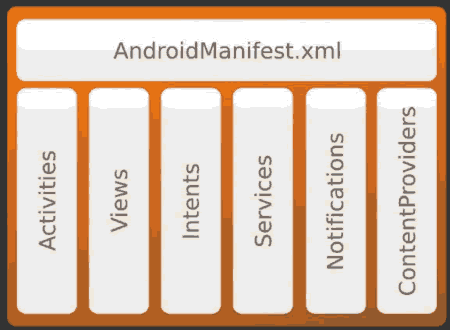 AndroidManifest.xml
Activities
Views
Intents
Services
Notifications
ContentProviders